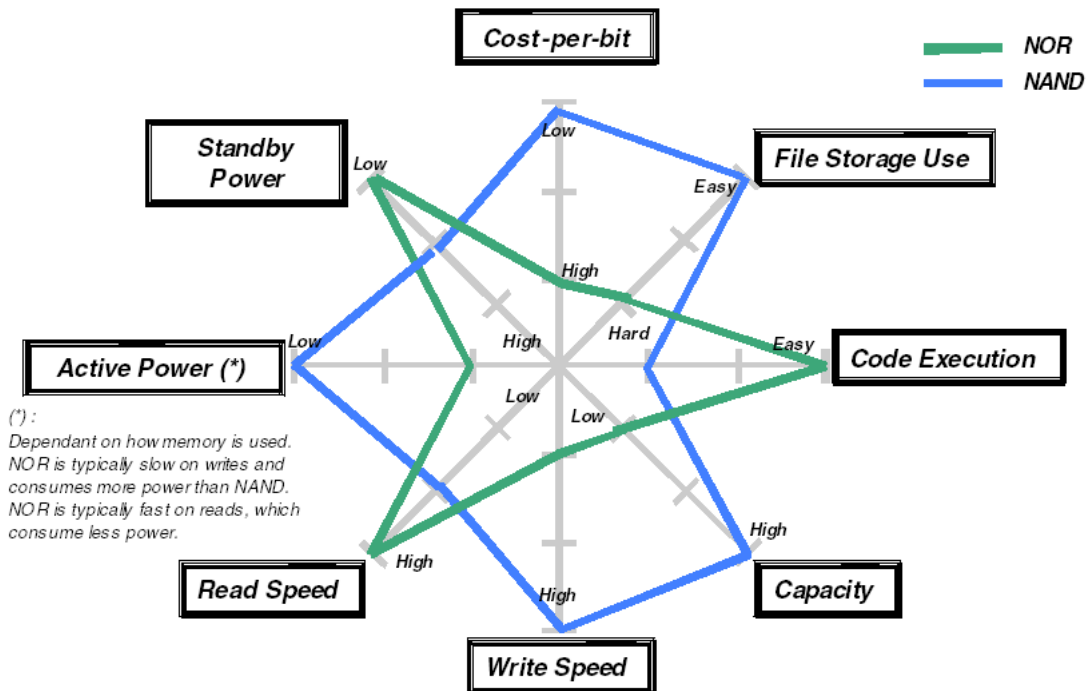 Cost-per-bit
NOR
NAND
Standby
Power
Low
File Storage Use
Low
Easy
High
Hard
Low
High
Easy
Active Power (*)
Code Execution
Low
Low
(*) :
Dependant on how memory is used.
NOR is typically slow on writes and
consumes more power than NAND.
NOR is typically fast on reads, which
consume less power.
High
High
Read Speed
High
Capacity
Write Speed